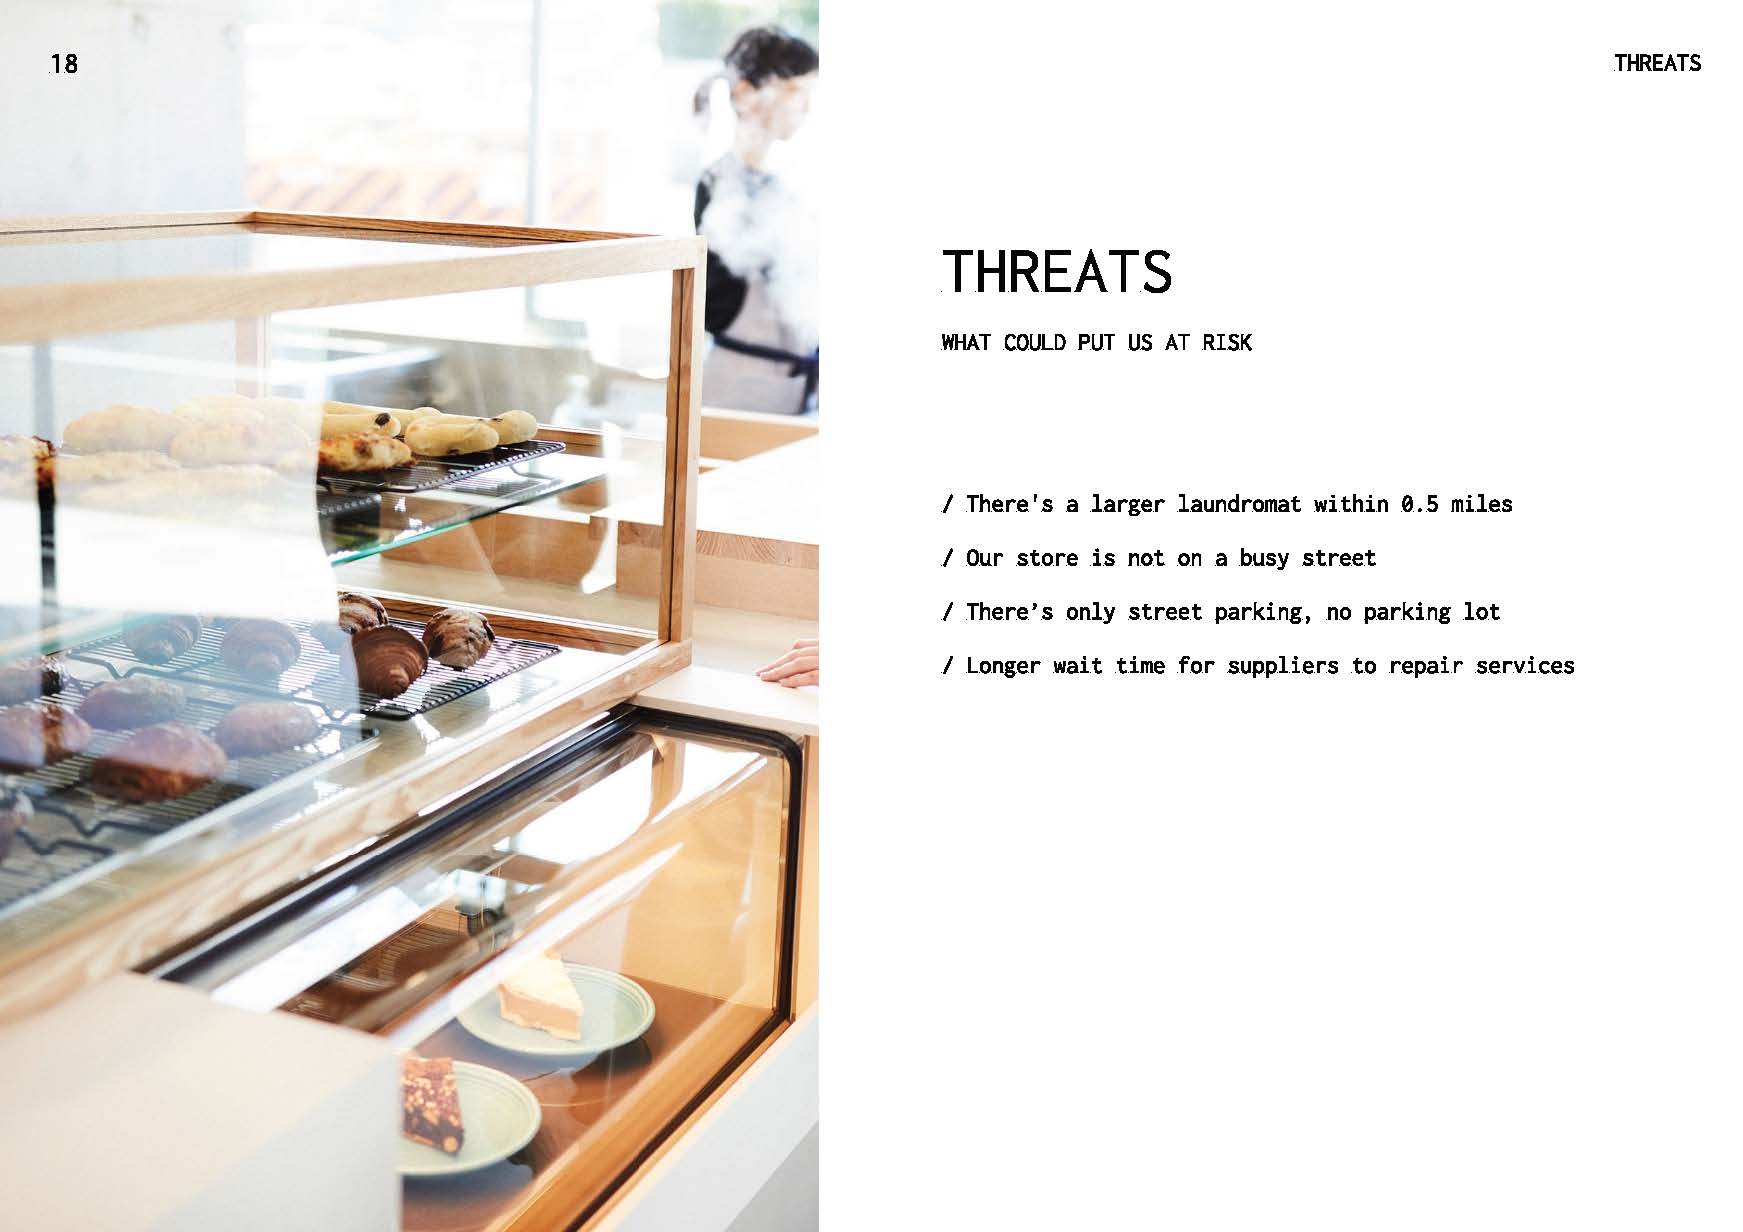 18
THREATS
THREATS
WHAT COULD PUT US AT RISK
/ There's a larger laundromat within 0.5 miles
/ Our store is not on a busy street
/ There’s only street parking, no parking lot
/ Longer wait time for suppliers to repair services